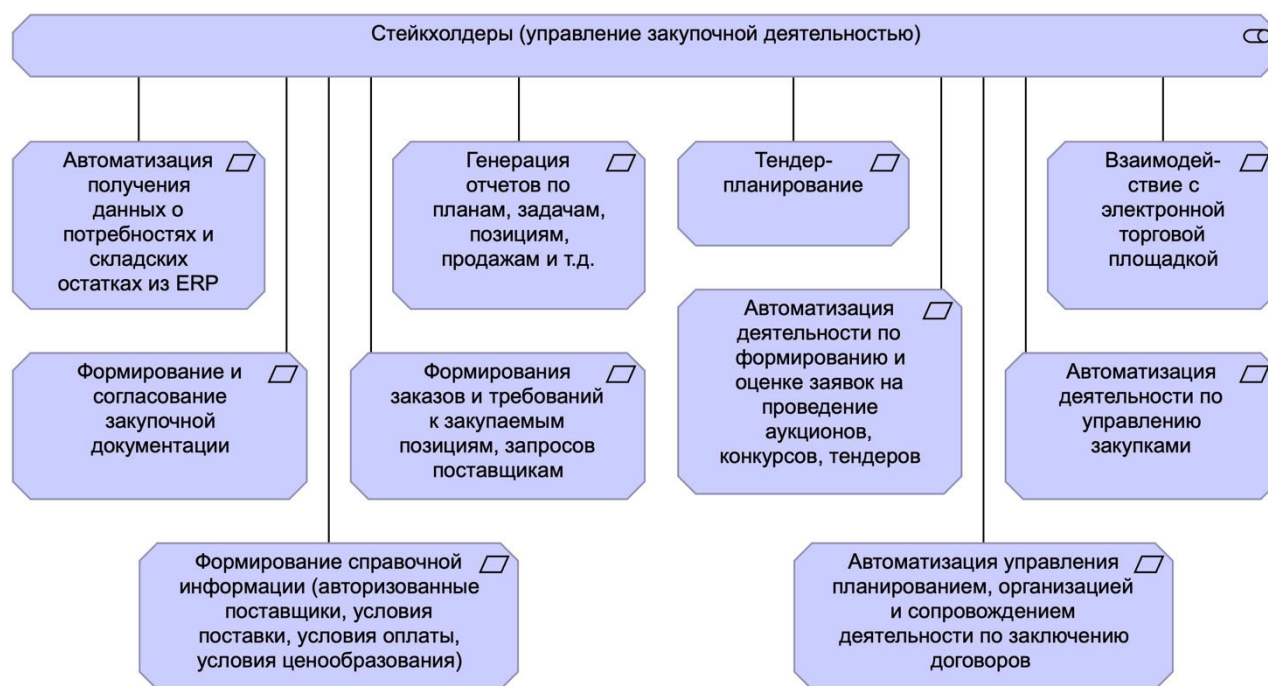 Стейкхолдеры (управление закупочной деятельностью)
Автоматизация
получения
данных о
потребностях и
складских
остатках из ERP
Генерация
отчетов по
планам, задачам,
позициям,
продажам и т.д.
Тендер-
планирование
Взаимодей-
ствие с
электронной
торговой
площадкой
Формирование и
согласование
закупочной
документации
Формирования
заказов и требований
к закупаемым
позициям, запросов
поставщикам
Автоматизация
деятельности по
формированию и
оценке заявок на
проведение
аукционов,
конкурсов, тендеров
Автоматизация
деятельности по
управлению
закупками
Формирование справочной
информации (авторизованные
поставщики, условия
поставки, условия оплаты,
условия ценообразования)
Автоматизация управления
планированием, организацией
и сопровождением
деятельности по заключению
договоров